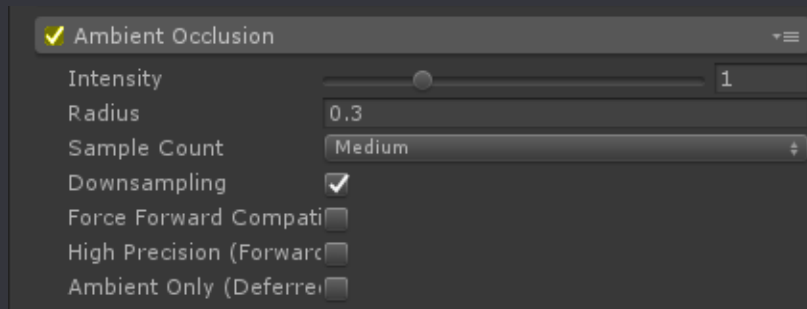 Ambient Occlusion
Intensity 1
Radius 0.3
Sample Count Medium
Downsampling
Force Forward Compati
High Precision (Forward
Ambient Only (Deferre